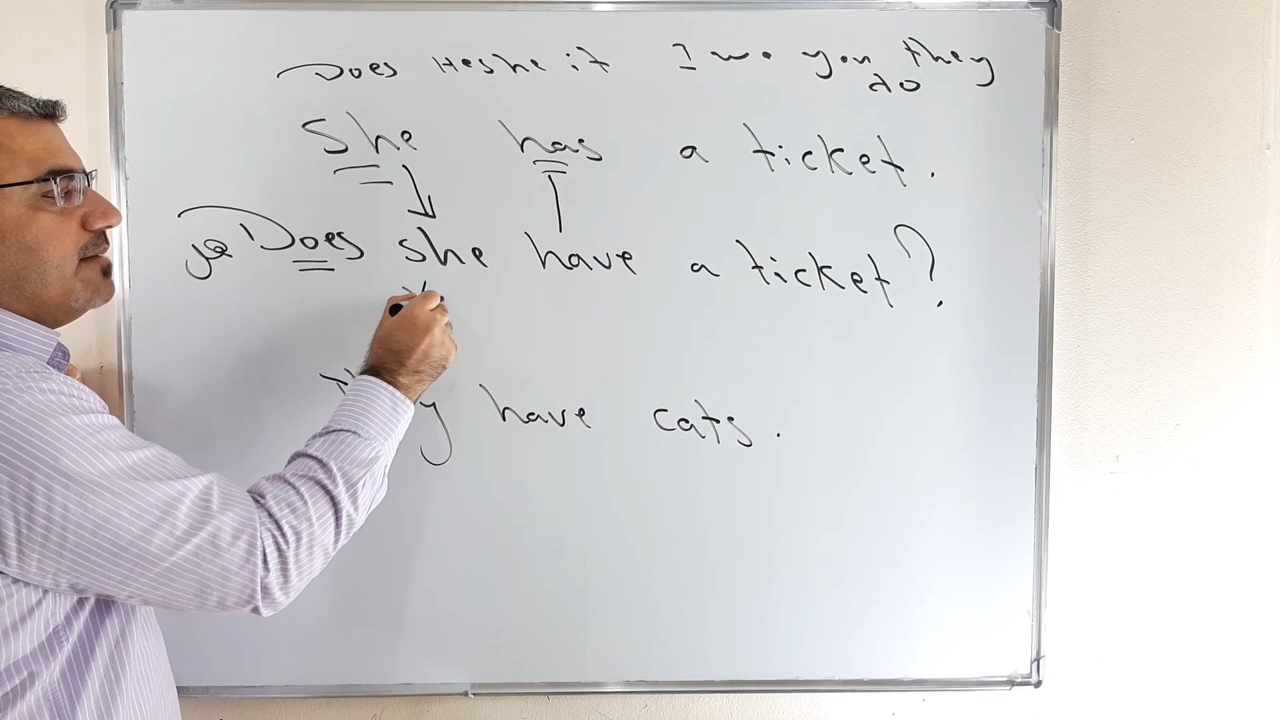 Does He she it I we you they
do
She has a ticket.
Does she have a ticket?
have cats.